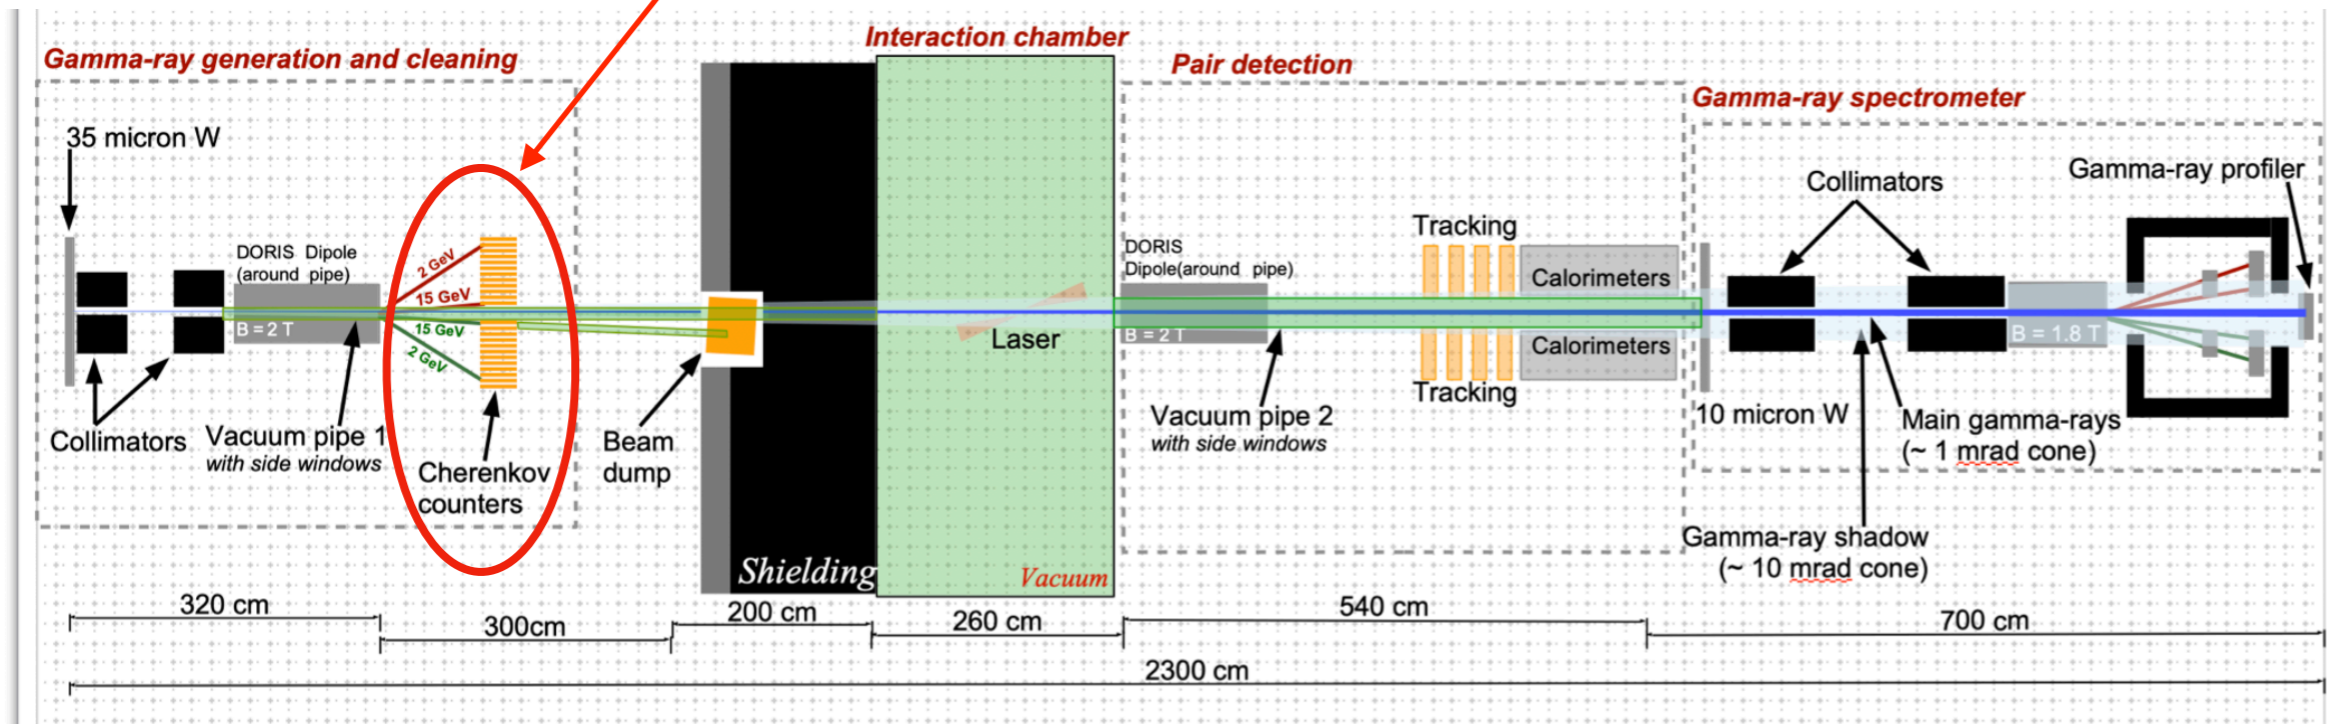 Gamma-ray generation and cleaning
Interaction chamber
Pair detection
Gamma-ray spectrometer
35 micron W
DORIS Dipole
(around pipe)
B = 2 T
2 GeV
15 GeV
15 GeV
2 GeV
Collimators
Vacuum pipe 1
with side windows
Cherenkov
counters
Beam
dump
Shielding
Laser
Vacuum
DORIS
Dipole(around pipe)
B = 2 T
Vacuum pipe 2
with side windows
Tracking
Calorimeters
Calorimeters
Tracking
10 micron W
Collimators
Gamma-ray profiler
B = 1.8 T
Main gamma-rays
(~ 1 mrad cone)
Gamma-ray shadow
(~ 10 mrad cone)
320 cm
300cm
200 cm
260 cm
540 cm
700 cm
2300 cm